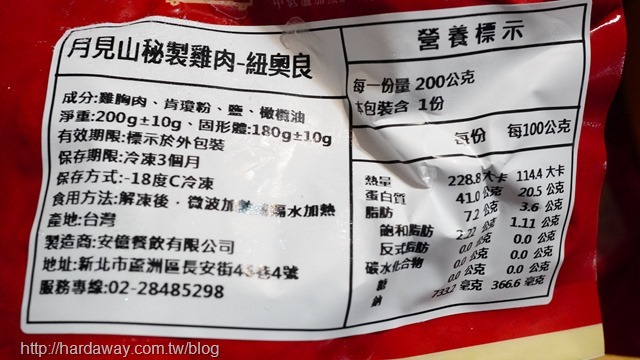 月見山秘製雞肉-紐奧良
成分:雞胸肉、肯瓊粉、鹽、橄欖油
淨重:200g±10g、固形體:180g±10g
有效期限:標示於外包裝
保存期限:冷凍3個月
保存方式:-18度C冷凍
食用方法:解凍後,微波加熱 隔水加熱
產地:台灣
製造商:安億餐飲有限公司
地址:新北市蘆洲區長安街 4號
服務專線:02-28485298
營養標示
每一份量 200公克
本包裝含 1份
每份 每100公克
熱量 228.8大卡 114.4大卡
蛋白質 41.0公克 20.5公克
脂肪 7.2公克 3.6公克
飽和脂肪 2.22公克 1.11公克
反式脂肪 0.0公克 0.0公克
碳水化合物 0.0公克 0.0公克
糖 0.0公克 0.0公克
鈉 733.2毫克 366.6毫克
http://hardaway.com.tw/blog